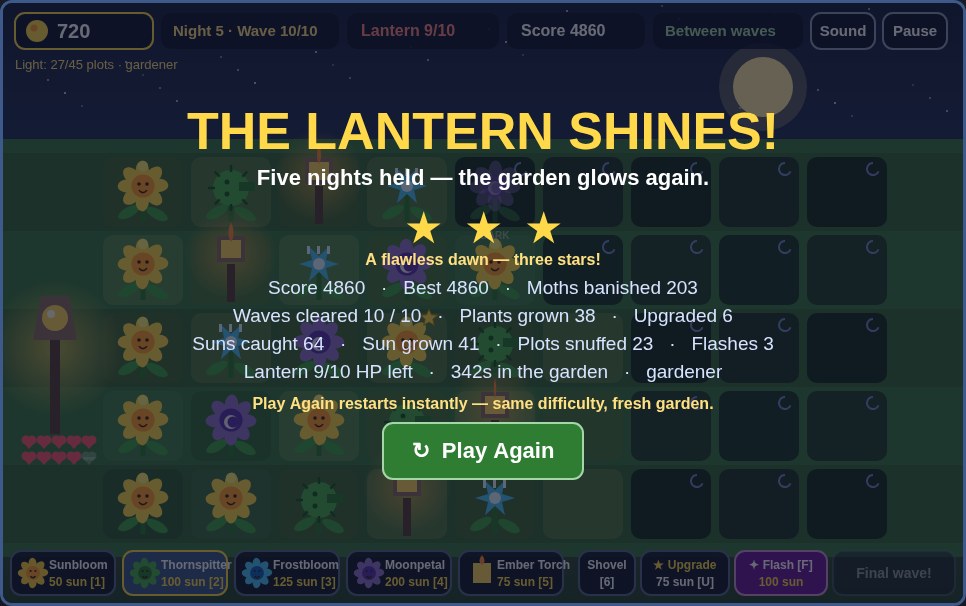 720
Night 5 · Wave 10/10
Lantern 9/10
Score 4860
Between waves
Sound
Pause
Light: 27/45 plots · gardener
THE LANTERN SHINES!
Five nights held — the garden glows again.
A flawless dawn — three stars!
Score 4860 · Best 4860 · Moths banished 203
Waves cleared 10 / 10 · Plants grown 38 · Upgraded 6
Suns caught 64 · Sun grown 41 · Plots snuffed 23 · Flashes 3
Lantern 9/10 HP left · 342s in the garden · gardener
Play Again restarts instantly — same difficulty, fresh garden.
↻ Play Again
Sunbloom
50 sun [1]
Thornspitter
100 sun [2]
Frostbloom
125 sun [3]
Moonpetal
200 sun [4]
Ember Torch
75 sun [5]
Shovel
[6]
★ Upgrade
75 sun [U]
✦ Flash [F]
100 sun
Final wave!